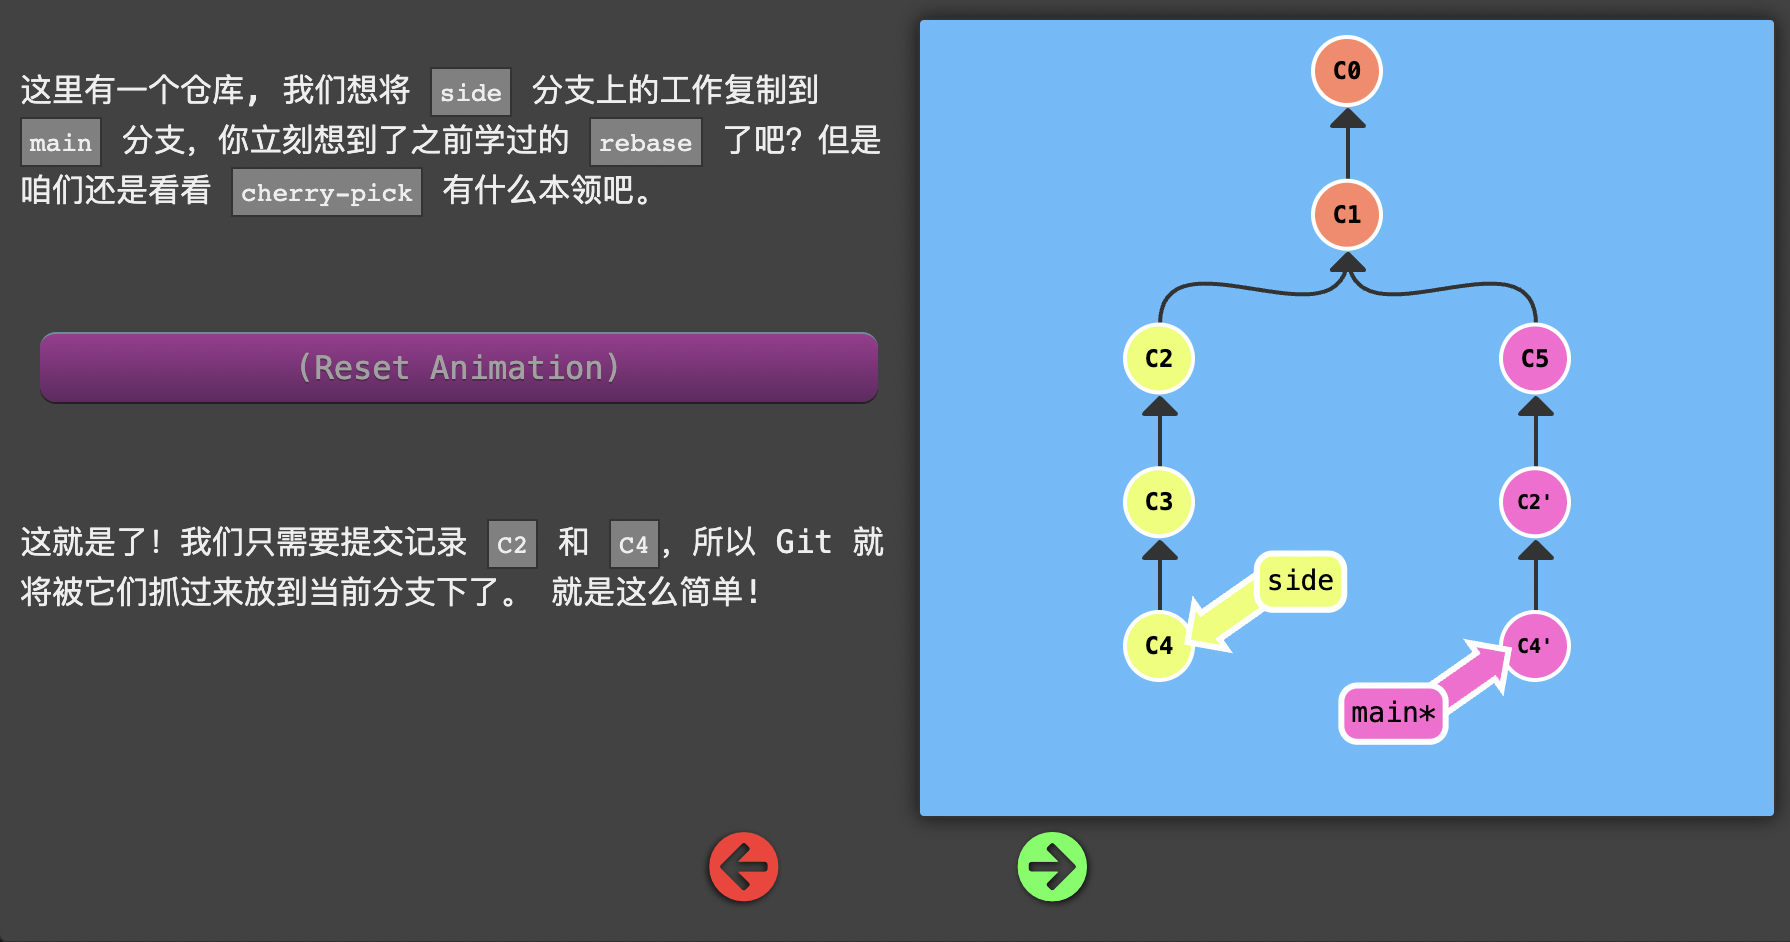 这里有一个仓库, 我们想将 side 分支上的工作复制到
main 分支，你立刻想到了之前学过的 rebase 了吧？但是
咱们还是看看 cherry-pick 有什么本领吧。
(Reset Animation)
这就是了！我们只需要提交记录 C2 和 C4，所以 Git 就
将被它们抓过来放到当前分支下了。 就是这么简单!
C0
C1
C2
C5
C3
C2'
side
C4
C4'
main*